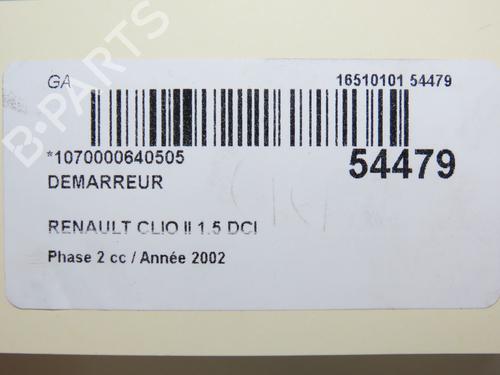 GA 16510101 54479
*1070000640505 54479
DEMARREUR
RENAULT CLIO II 1.5 DCI
Phase 2 cc / Année 2002
B-PARTS